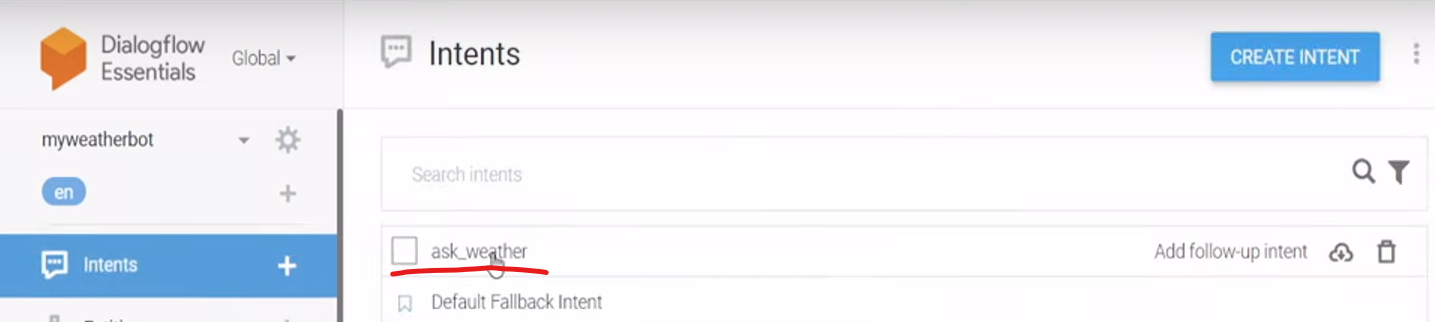 Dialogflow
Essentials
Global
Intents
CREATE INTENT
myweatherbot
en
Search intents
Intents
ask_weather
Add follow-up intent
Default Fallback Intent